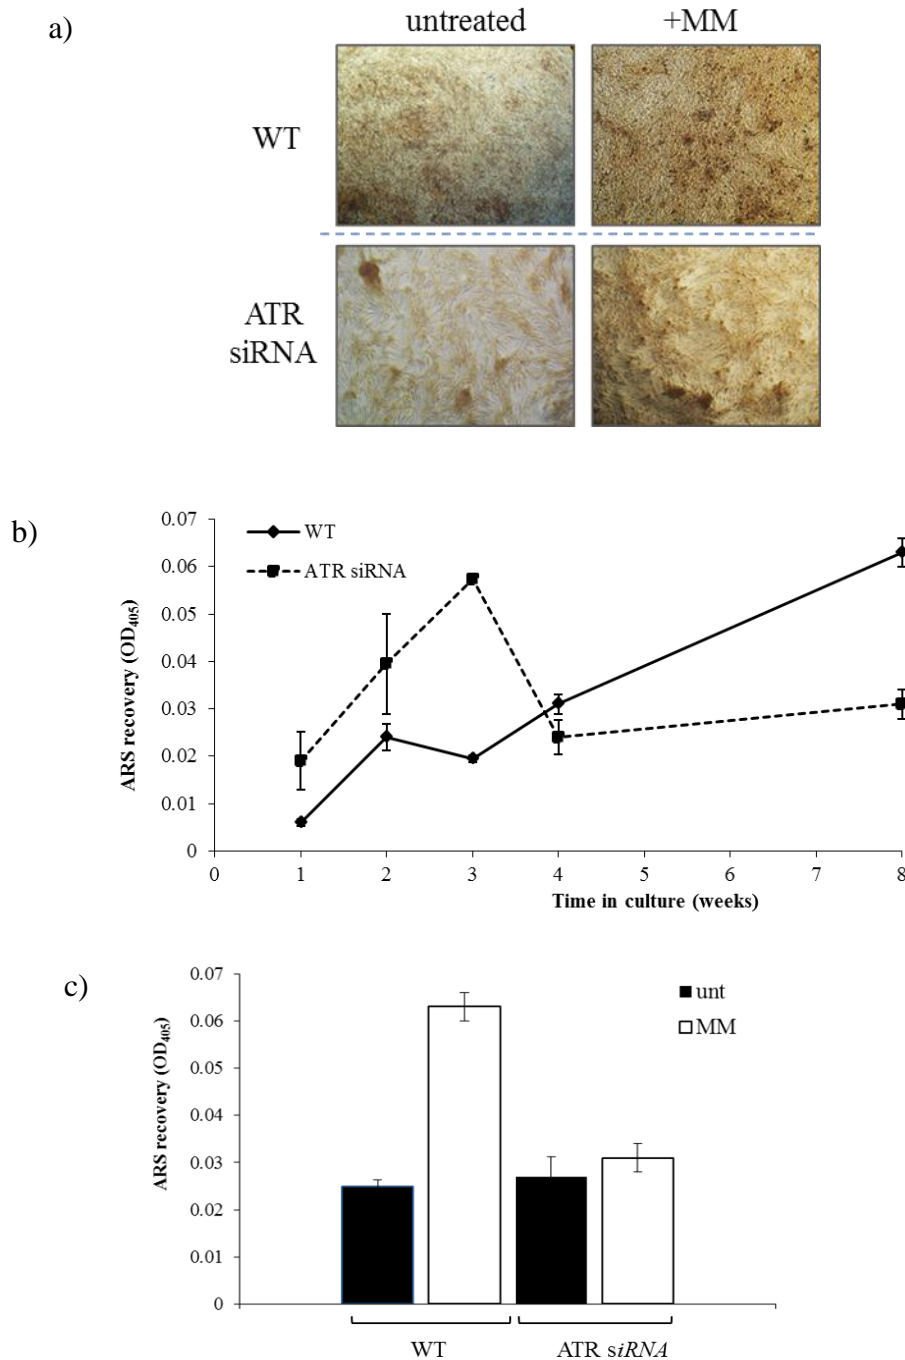 a)
untreated +MM
WT
ATR
siRNA
b)
0.07
WT
0.06
ATR siRNA
0.05
0.04
0.03
0.02
0.01
0
ARS recovery (OD405)
0 1 2 3 4 5 6 7 8
Time in culture (weeks)
c)
0.07
unt
0.06
MM
0.05
0.04
0.03
0.02
0.01
0
ARS recovery (OD405)
WT ATR siRNA